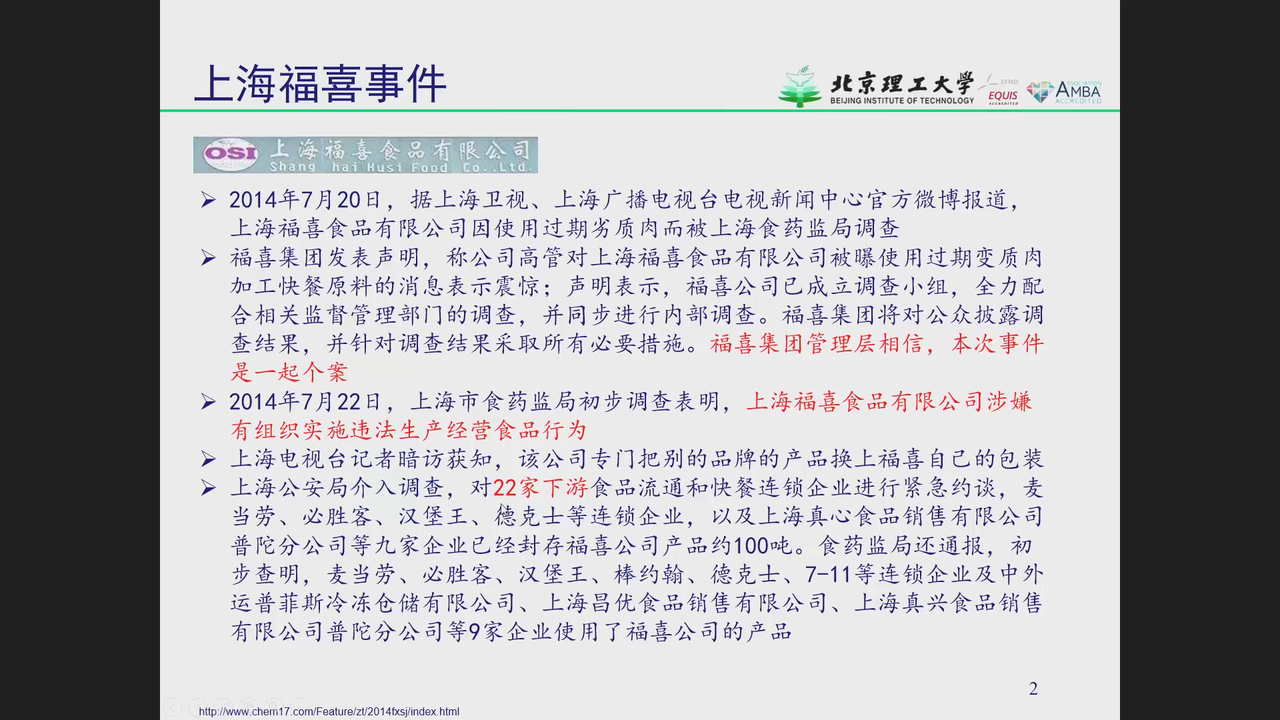 上海福喜事件
北京理工大学
BEIJING INSTITUTE OF TECHNOLOGY
EFMD
EQUIS
ACCREDITED
ASSOCIATION
AMBA
ACCREDITED
OSI 上海福喜食品有限公司
Shang hai Husi Food Co.,Ltd.
2014年7月20日，据上海卫视、上海广播电视台电视新闻中心官方微博报道，
上海福喜食品有限公司因使用过期劣质肉而被上海食药监局调查
福喜集团发表声明，称公司高管对上海福喜食品有限公司被曝使用过期变质肉
加工快餐原料的消息表示震惊；声明表示，福喜公司已成立调查小组，全力配
合相关监督管理部门的调查，并同步进行内部调查。福喜集团将对公众披露调
查结果，并针对调查结果采取所有必要措施。福喜集团管理层相信，本次事件
是一起个案
2014年7月22日，上海市食药监局初步调查表明，上海福喜食品有限公司涉嫌
有组织实施违法生产经营食品行为
上海电视台记者暗访获知，该公司专门把别的品牌的产品换上福喜自己的包装
上海公安局介入调查，对22家下游食品流通和快餐连锁企业进行紧急约谈，麦
当劳、必胜客、汉堡王、德克士等连锁企业，以及上海真心食品销售有限公司
普陀分公司等九家企业已经封存福喜公司产品约100吨。食药监局还通报，初
步查明，麦当劳、必胜客、汉堡王、棒约翰、德克士、7-11等连锁企业及中外
运普菲斯冷冻仓储有限公司、上海昌优食品销售有限公司、上海真兴食品销售
有限公司普陀分公司等9家企业使用了福喜公司的产品
2
http://www.chem17.com/Feature/zt/2014fxsj/index.html